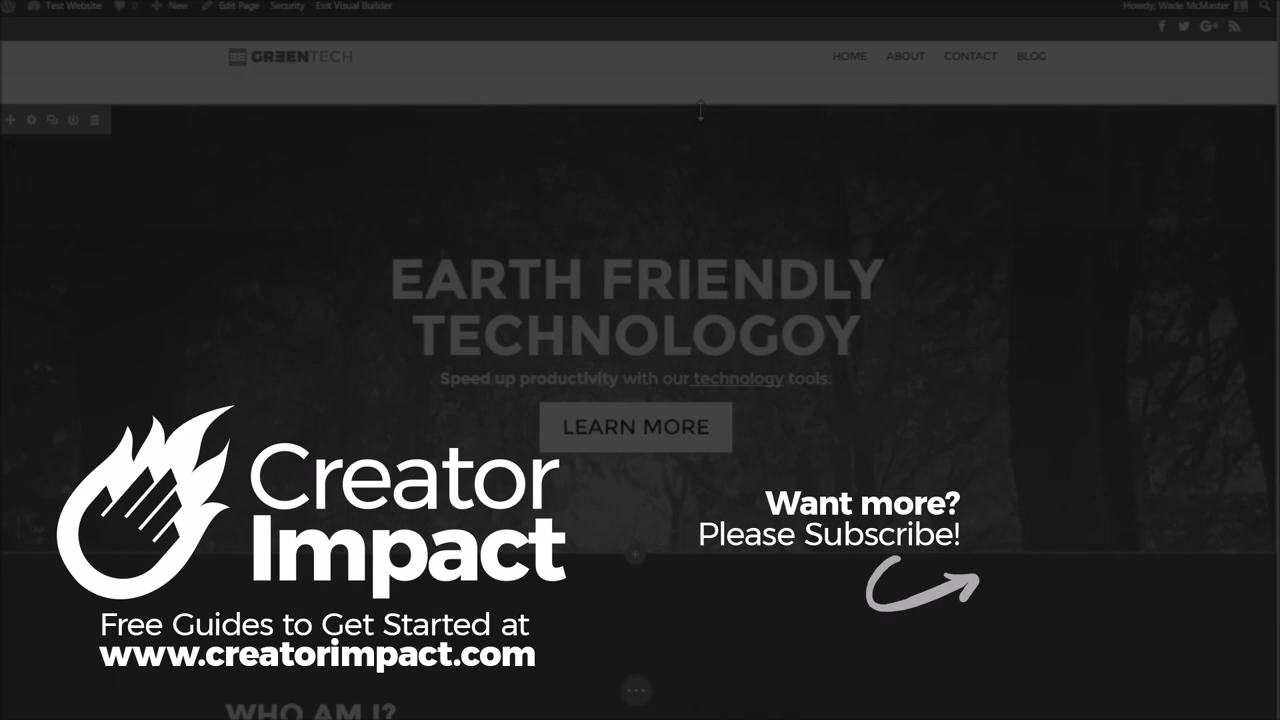 Test Website 0 New Edit Page Security Exit Visual Builder Howdy, Wade McMaster
GREENTECH HOME ABOUT CONTACT BLOG
EARTH FRIENDLY
TECHNOLOGOY
Speed up productivity with our technology tools.
LEARN MORE
Creator
Impact
Free Guides to Get Started at
www.creatorimpact.com
Want more?
Please Subscribe!
WHO AM I?